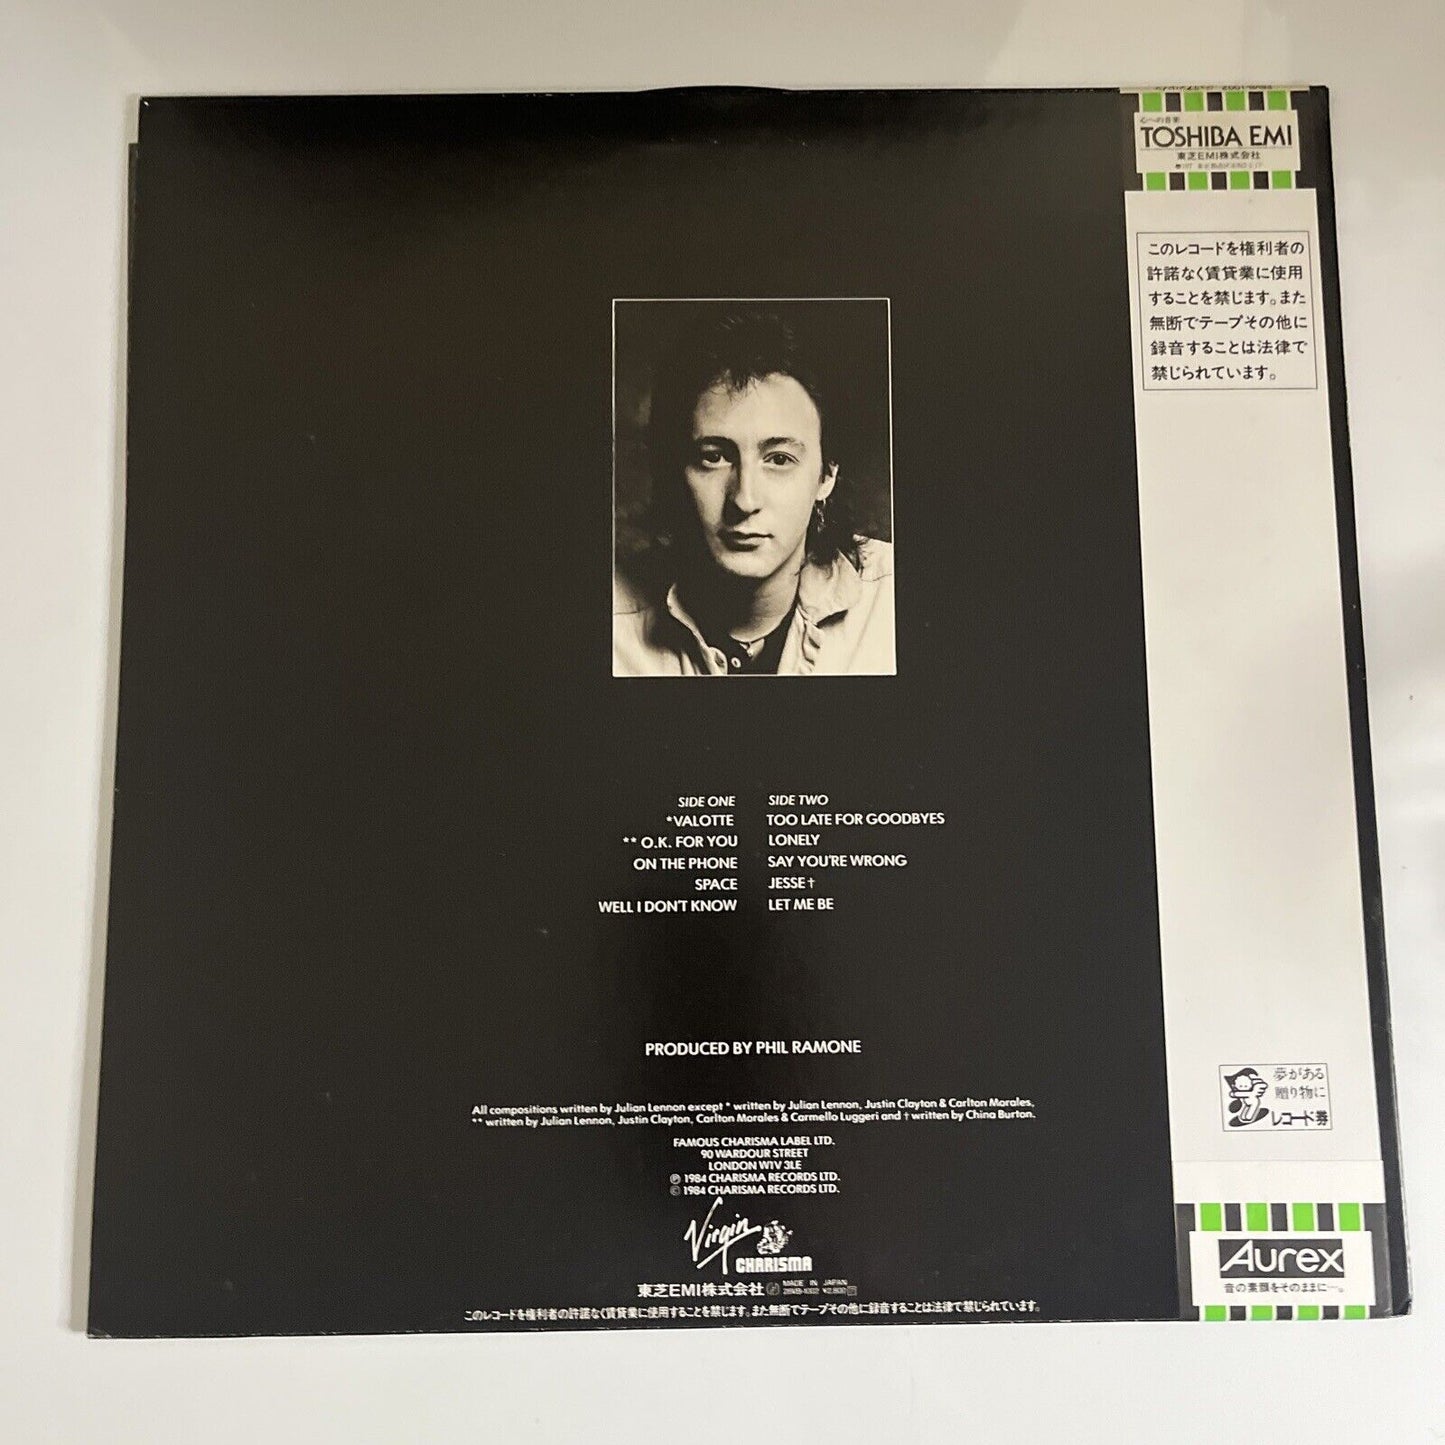 TOSHIBA EMI
東芝EMI株式会社
このレコードを権利者の
許諾なく賃貸業に使用
することを禁じます。また
無断でテープその他に
録音することは法律で
禁じられています。
SIDE ONE
*VALOTTE
** O.K. FOR YOU
ON THE PHONE
SPACE
WELL I DON'T KNOW
SIDE TWO
TOO LATE FOR GOODBYES
LONELY
SAY YOU'RE WRONG
JESSE†
LET ME BE
PRODUCED BY PHIL RAMONE
All compositions written by Julian Lennon except * written by Julian Lennon, Justin Clayton & Carlton Morales,
** written by Julian Lennon, Justin Clayton, Carlton Morales & Carmello Luggeri and † written by China Burton.
FAMOUS CHARISMA LABEL LTD.
90 WARDOUR STREET
LONDON W1V 3LE
℗ 1984 CHARISMA RECORDS LTD.
© 1984 CHARISMA RECORDS LTD.
Virgin
CHARISMA
東芝EMI株式会社 MADE IN JAPAN
¥2,800
このレコードを権利者の許諾なく賃貸業に使用することを禁じます。また無断でテープその他に録音することは法律で禁じられています。
夢がある
贈り物に
レコード券
Aurex
音の素顔をそのままに—。